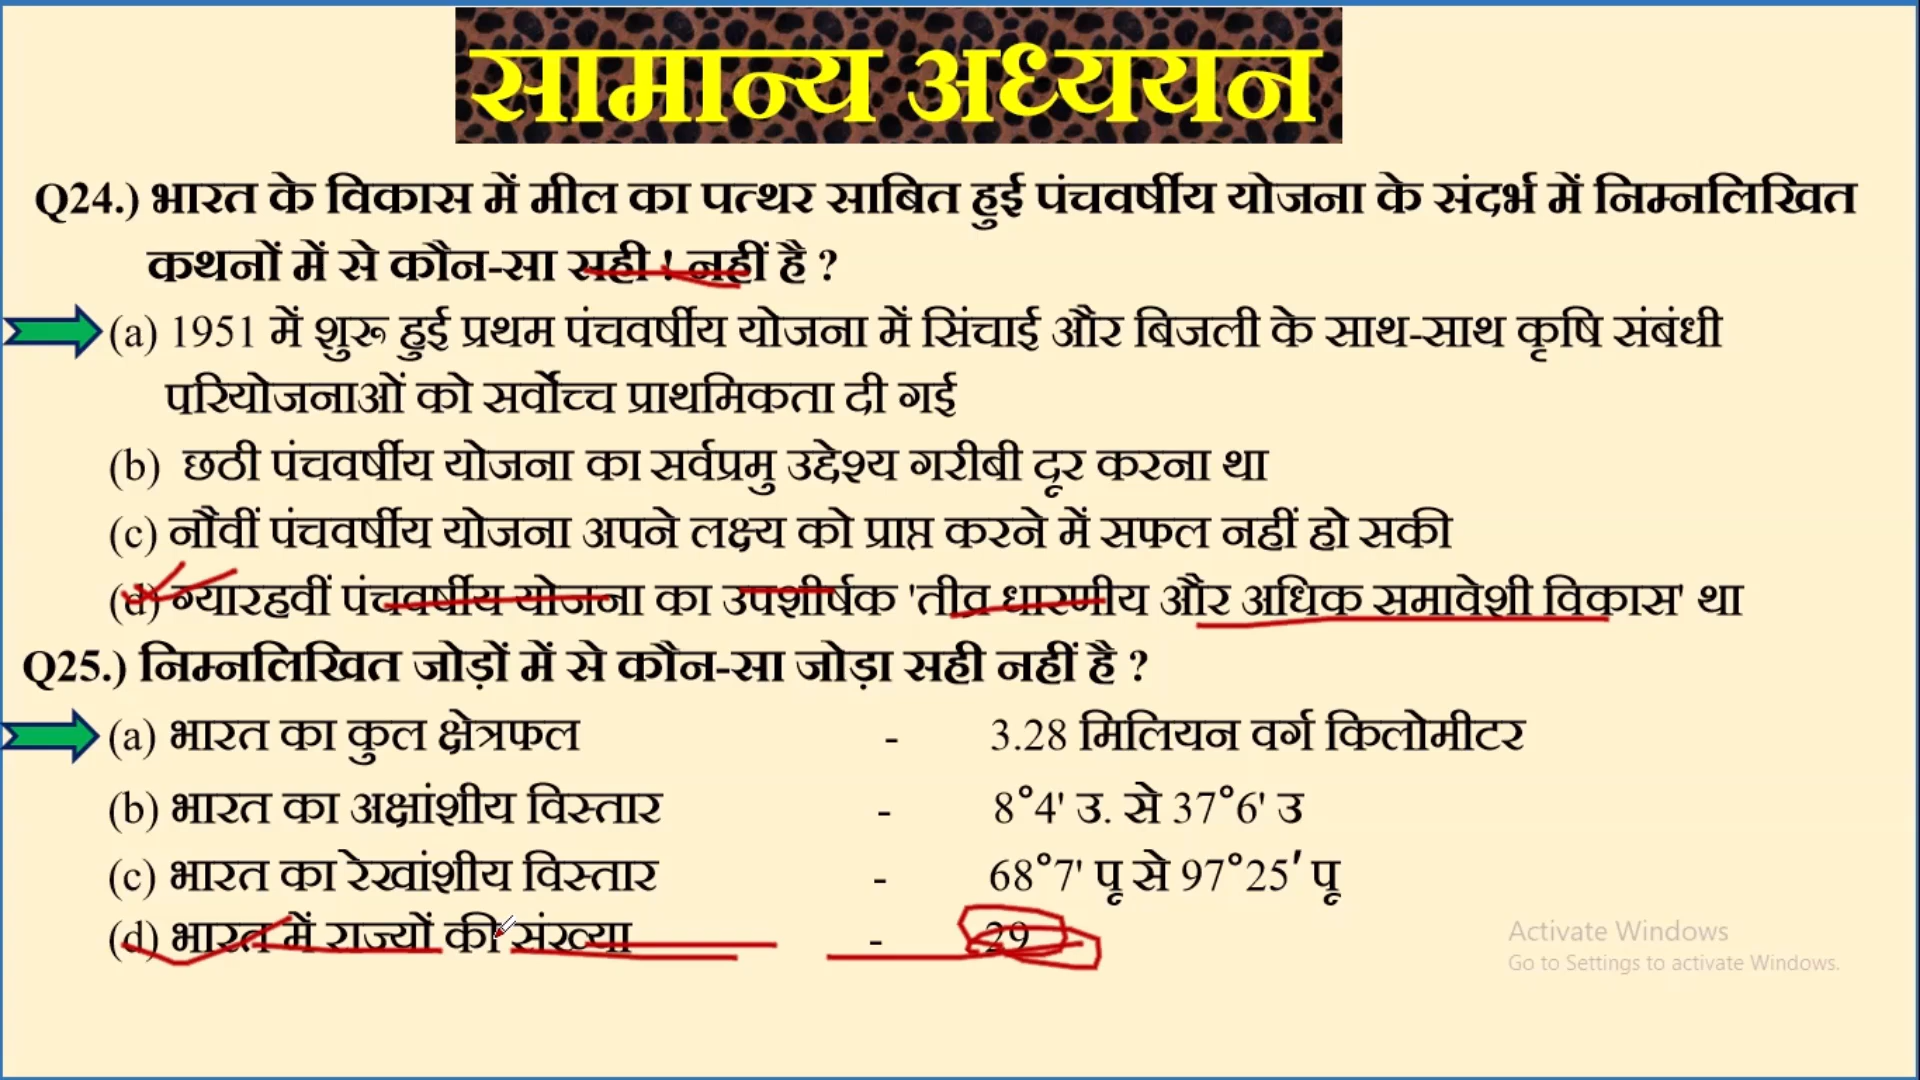 सामान्य अध्ययन
Q24.) भारत के विकास में मील का पत्थर साबित हुई पंचवर्षीय योजना के संदर्भ में निम्नलिखित
कथनों में से कौन-सा सही ! नहीं है ?
(a) 1951 में शुरू हुई प्रथम पंचवर्षीय योजना में सिंचाई और बिजली के साथ-साथ कृषि संबंधी
परियोजनाओं को सर्वोच्च प्राथमिकता दी गई
(b) छठी पंचवर्षीय योजना का सर्वप्रमु उद्देश्य गरीबी दूर करना था
(c) नौवीं पंचवर्षीय योजना अपने लक्ष्य को प्राप्त करने में सफल नहीं हो सकी
(d) ग्यारहवीं पंचवर्षीय योजना का उपशीर्षक 'तीव्र धारणीय और अधिक समावेशी विकास' था
Q25.) निम्नलिखित जोड़ों में से कौन-सा जोड़ा सही नहीं है ?
(a) भारत का कुल क्षेत्रफल - 3.28 मिलियन वर्ग किलोमीटर
(b) भारत का अक्षांशीय विस्तार - 8°4' उ. से 37°6' उ
(c) भारत का रेखांशीय विस्तार - 68°7' पू से 97°25′ पू
(d) भारत में राज्यों की संख्या - 29
Activate Windows
Go to Settings to activate Windows.